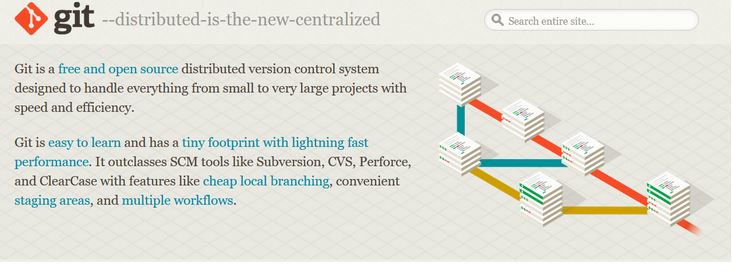 git --distributed-is-the-new-centralized
Search entire site...
Git is a free and open source distributed version control system
designed to handle everything from small to very large projects with
speed and efficiency.
Git is easy to learn and has a tiny footprint with lightning fast
performance. It outclasses SCM tools like Subversion, CVS, Perforce,
and ClearCase with features like cheap local branching, convenient
staging areas, and multiple workflows.